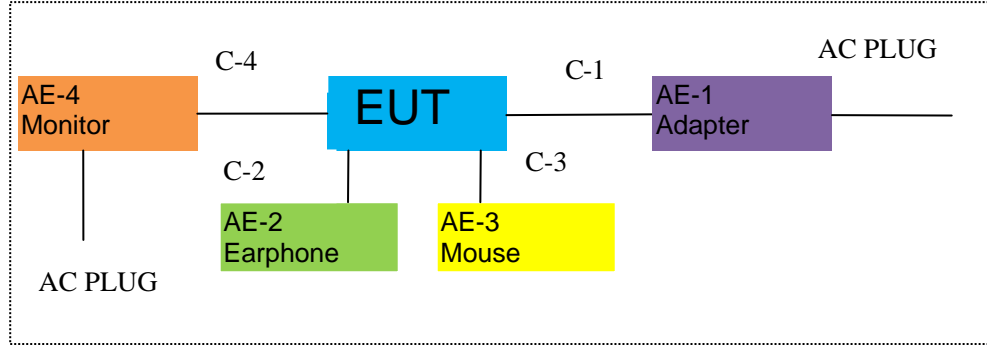 AC PLUG
C-4
C-1
AE-4
Monitor
EUT
AE-1
Adapter
C-2
C-3
AE-2
Earphone
AE-3
Mouse
AC PLUG